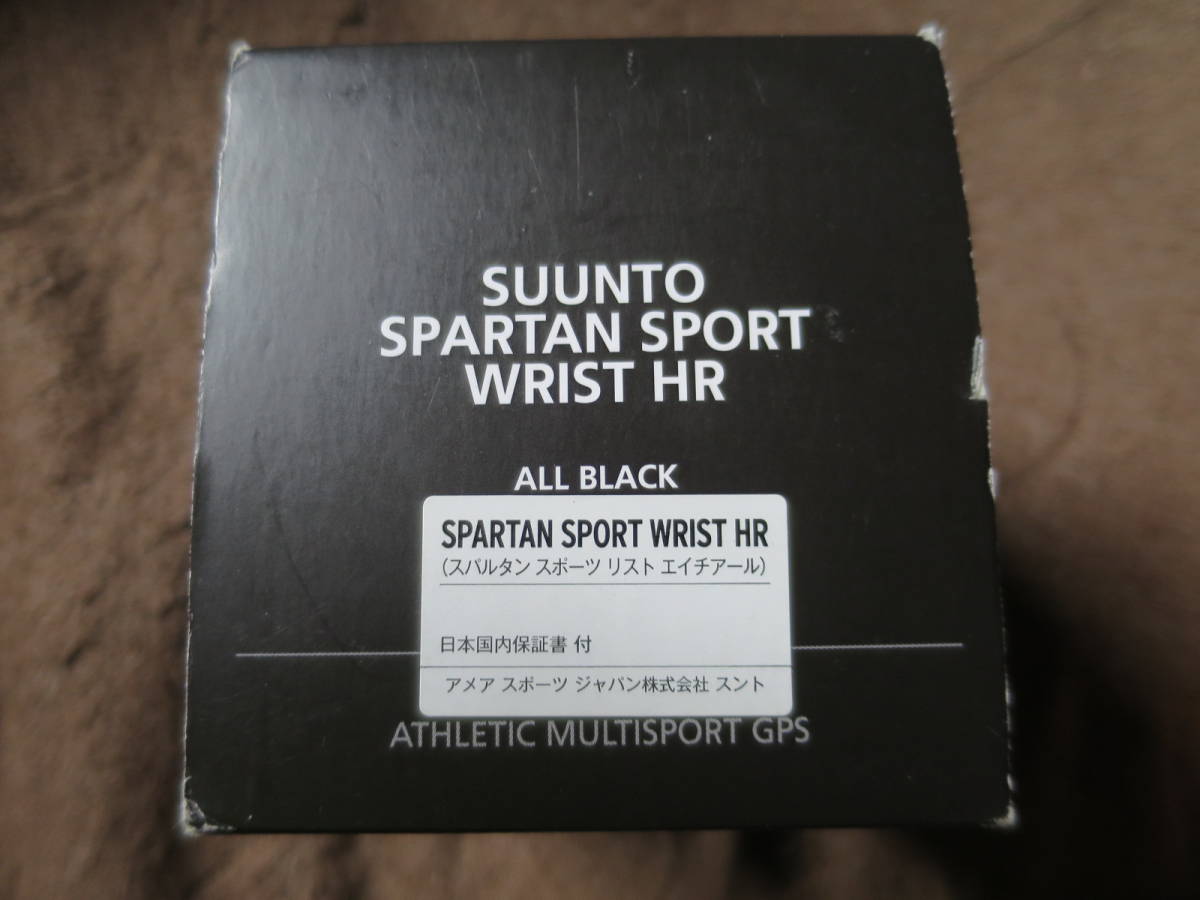 SUUNTO
SPARTAN SPORT
WRIST HR
ALL BLACK
SPARTAN SPORT WRIST HR
（スパルタン スポーツ リスト エイチアール）
日本国内保証書 付
アメア スポーツ ジャパン株式会社 スント
ATHLETIC MULTISPORT GPS